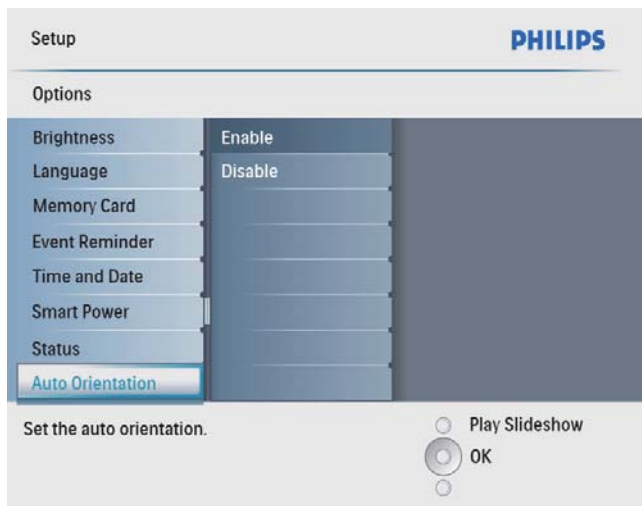 Setup
PHILIPS
Options
Brightness
Enable
Language
Disable
Memory Card
Event Reminder
Time and Date
Smart Power
Status
Auto Orientation
Set the auto orientation.
Play Slideshow
OK